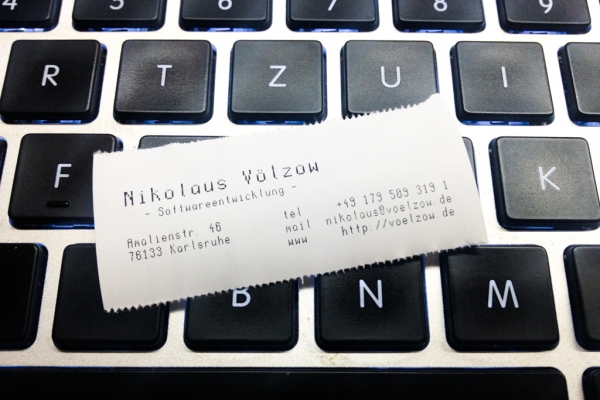 4 5 6 7 8 9
R T Z U I
F K
Nikolaus Völzow
- Softwareentwicklung -
Amalienstr. 46
76133 Karlsruhe
tel +49 179 509 319 1
mail nikolaus@voelzow.de
www http://voelzow.de
B N M